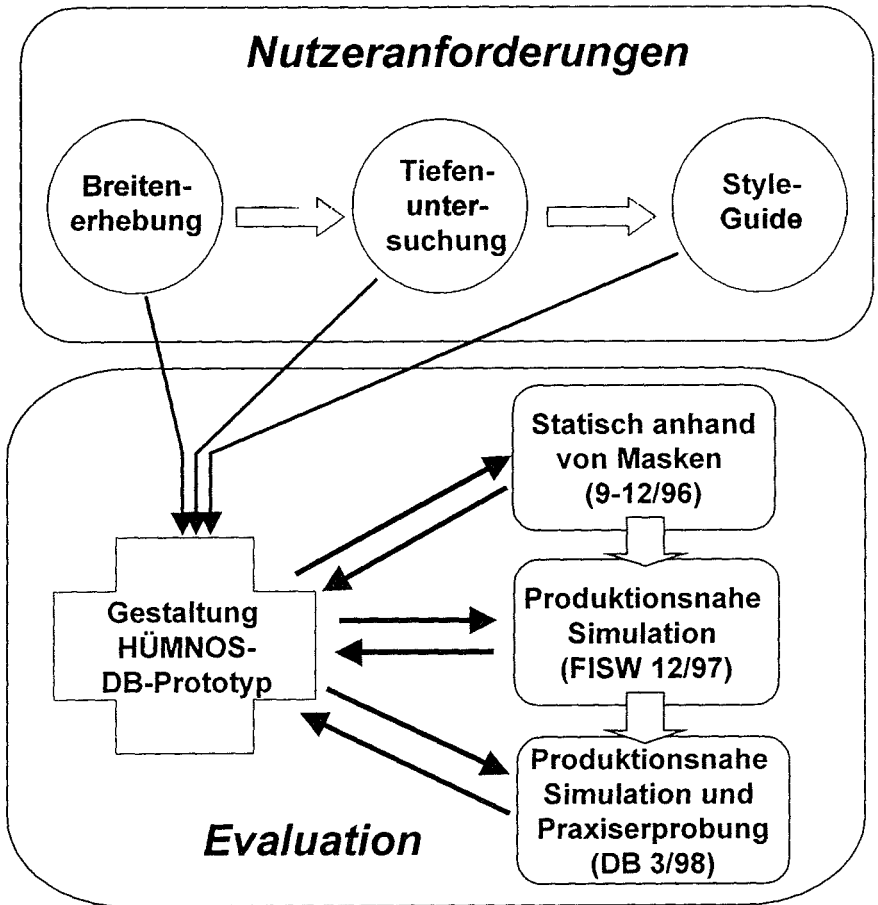 Nutzeranforderungen
Breiten-
erhebung
Tiefen-
unter-
suchung
Style-
Guide
Statisch anhand
von Masken
(9-12/96)
Gestaltung
HÜMNOS-
DB-Prototyp
Produktionsnahe
Simulation
(FISW 12/97)
Produktionsnahe
Simulation und
Praxiserprobung
(DB 3/98)
Evaluation